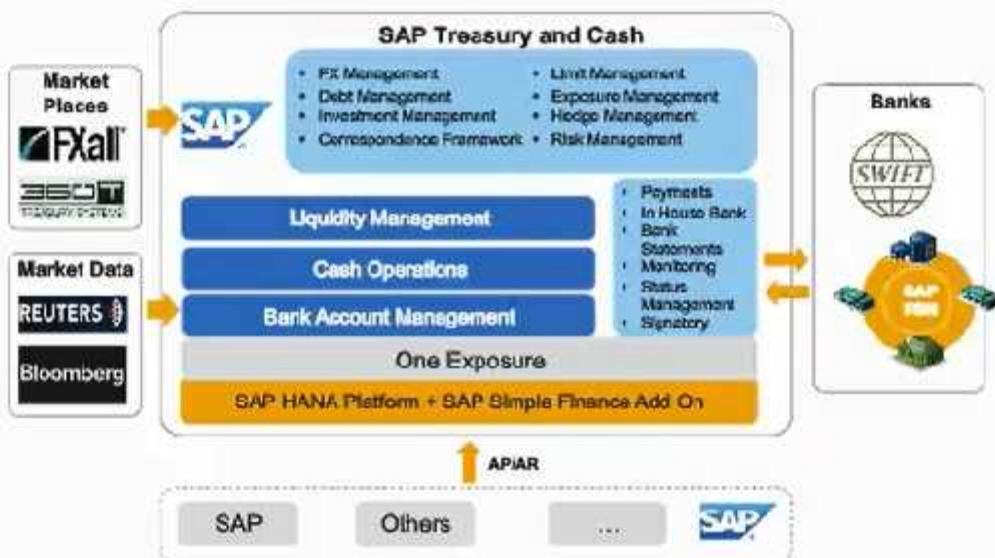 SAP Treasury and Cash
Market
Places
FXall
360T
TREASURY SYSTEMS
Market Data
REUTERS
Bloomberg
SAP
• FX Management
• Debt Management
• Investment Management
• Correspondence Framework
• Limit Management
• Exposure Management
• Hedge Management
• Risk Management
Liquidity Management
Cash Operations
Bank Account Management
• Payments
• In House Bank
• Bank
Statements
• Monitoring
• Status
Management
• Signatory
One Exposure
SAP HANA Platform + SAP Simple Finance Add On
Banks
SWIFT
SAP
FSN
AP/AR
SAP
Others
...
SAP